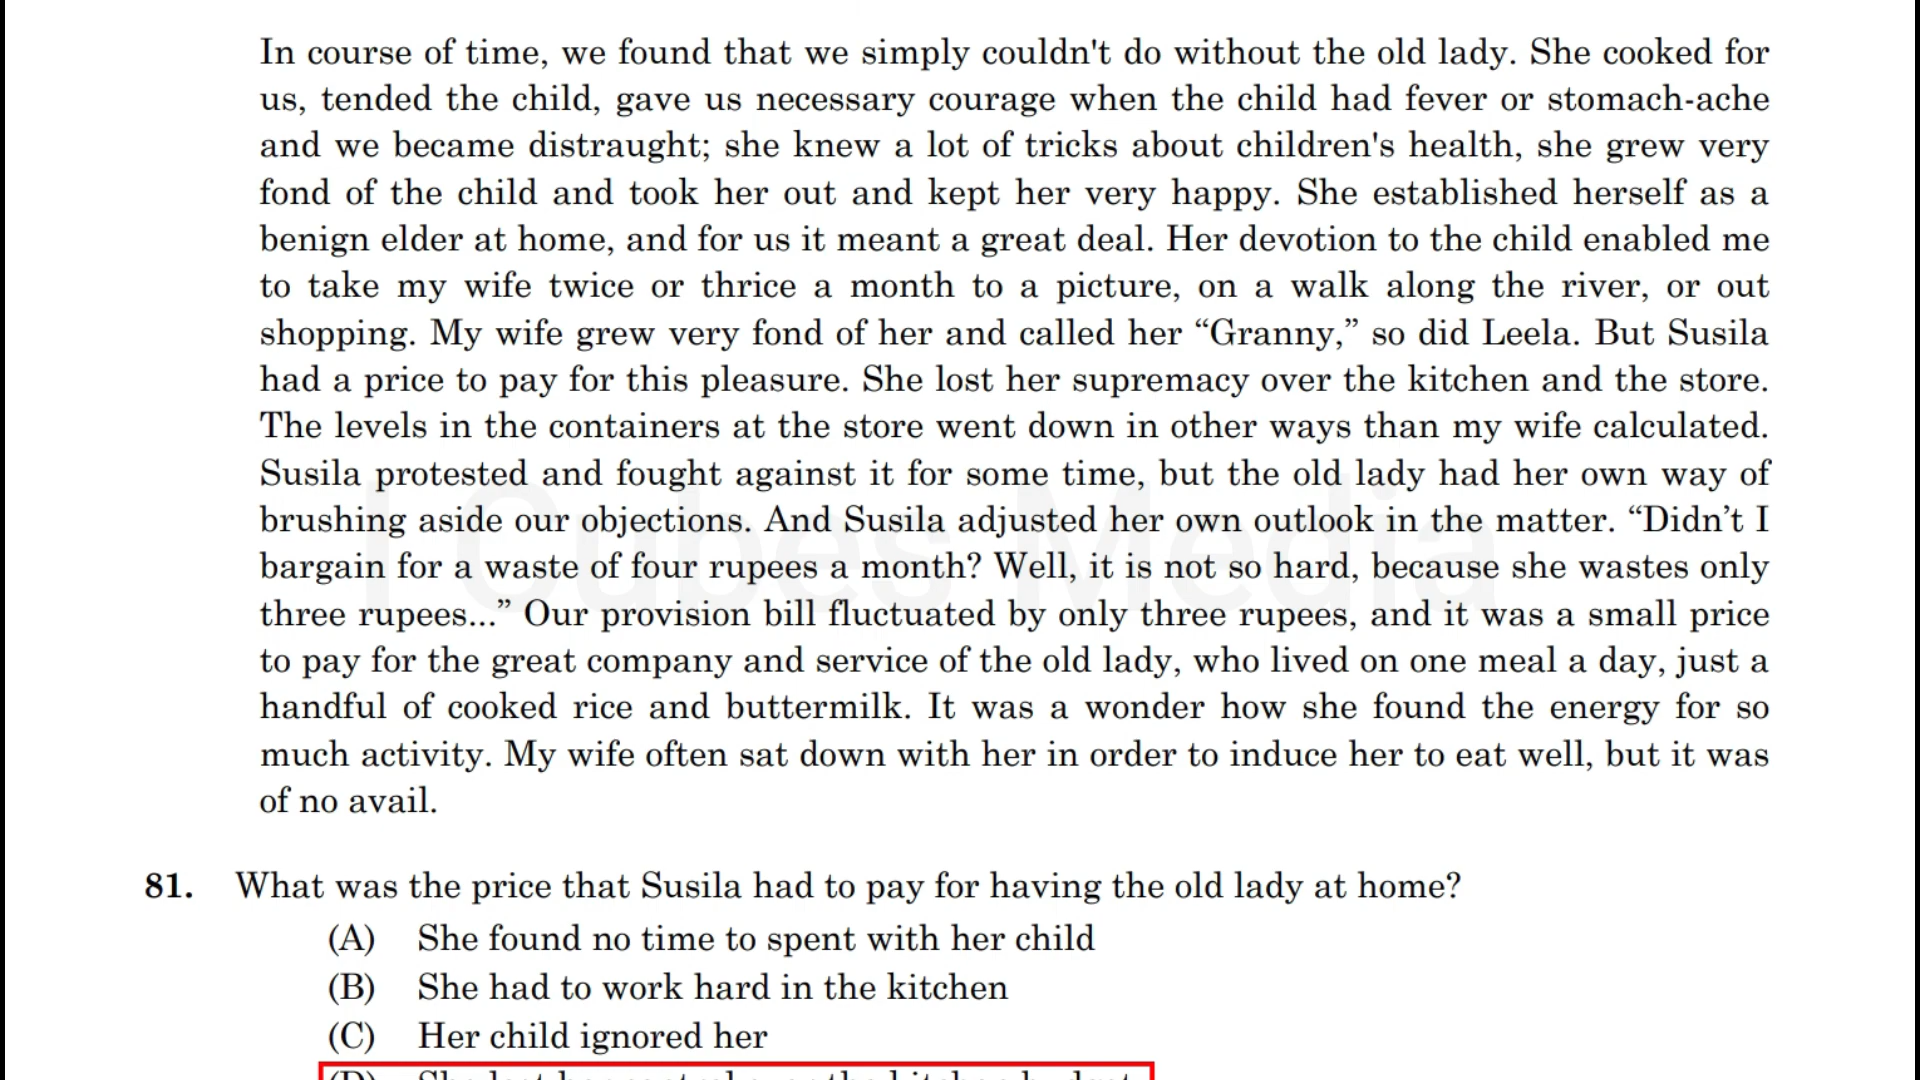 In course of time, we found that we simply couldn't do without the old lady. She cooked for
us, tended the child, gave us necessary courage when the child had fever or stomach-ache
and we became distraught; she knew a lot of tricks about children's health, she grew very
fond of the child and took her out and kept her very happy. She established herself as a
benign elder at home, and for us it meant a great deal. Her devotion to the child enabled me
to take my wife twice or thrice a month to a picture, on a walk along the river, or out
shopping. My wife grew very fond of her and called her “Granny,” so did Leela. But Susila
had a price to pay for this pleasure. She lost her supremacy over the kitchen and the store.
The levels in the containers at the store went down in other ways than my wife calculated.
Susila protested and fought against it for some time, but the old lady had her own way of
brushing aside our objections. And Susila adjusted her own outlook in the matter. “Didn’t I
bargain for a waste of four rupees a month? Well, it is not so hard, because she wastes only
three rupees...” Our provision bill fluctuated by only three rupees, and it was a small price
to pay for the great company and service of the old lady, who lived on one meal a day, just a
handful of cooked rice and buttermilk. It was a wonder how she found the energy for so
much activity. My wife often sat down with her in order to induce her to eat well, but it was
of no avail.
81. What was the price that Susila had to pay for having the old lady at home?
(A) She found no time to spent with her child
(B) She had to work hard in the kitchen
(C) Her child ignored her
(D) She lost her control over the kitchen budget
| Cubes Media